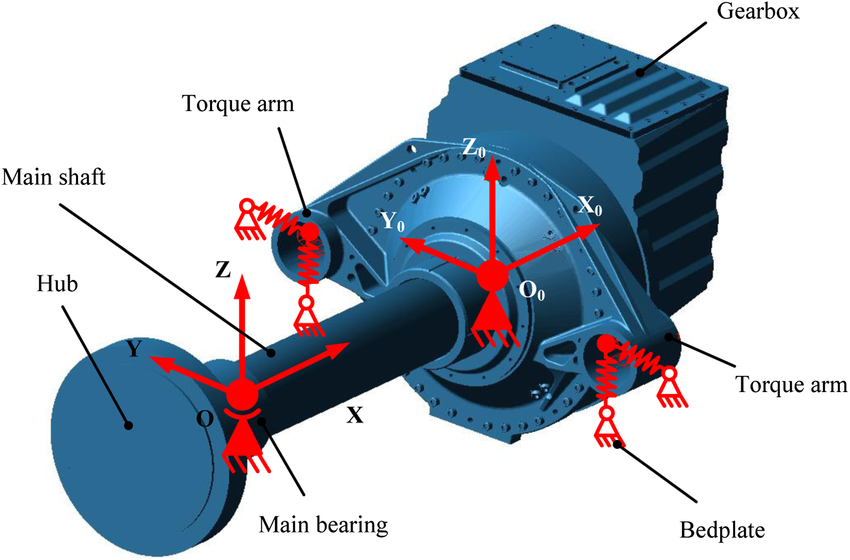 Gearbox
Torque arm
Z0
Main shaft
X0
Y0
Z
Hub
O0
Y
Torque arm
O
X
Main bearing
Bedplate